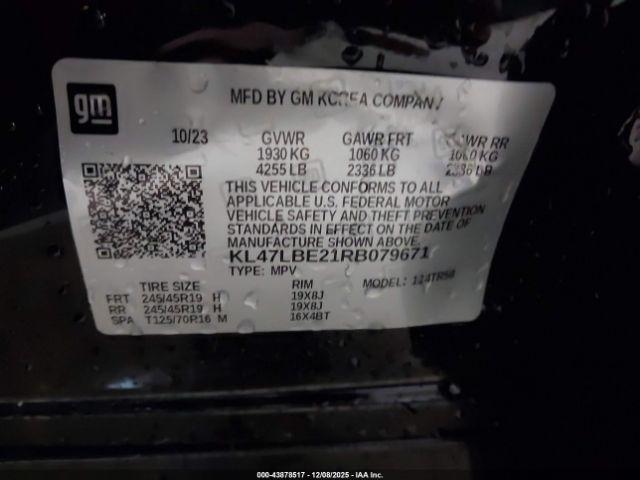 gm
MFD BY GM KOREA COMPANY
10/23 GVWR GAWR FRT GAWR RR
1930 KG 1060 KG 1060 KG
4255 LB 2336 LB 2336 LB
THIS VEHICLE CONFORMS TO ALL
APPLICABLE U.S. FEDERAL MOTOR
VEHICLE SAFETY AND THEFT PREVENTION
STANDARDS IN EFFECT ON THE DATE OF
MANUFACTURE SHOWN ABOVE.
KL47LBE21RB079671
TYPE: MPV MODEL: 1TR58
TIRE SIZE RIM
FRT 245/45R19 H 19X8J
RR 245/45R19 H 19X8J
SPA T125/70R16 M 16X4BT
000-43878517 12/08/2025 IAA Inc.